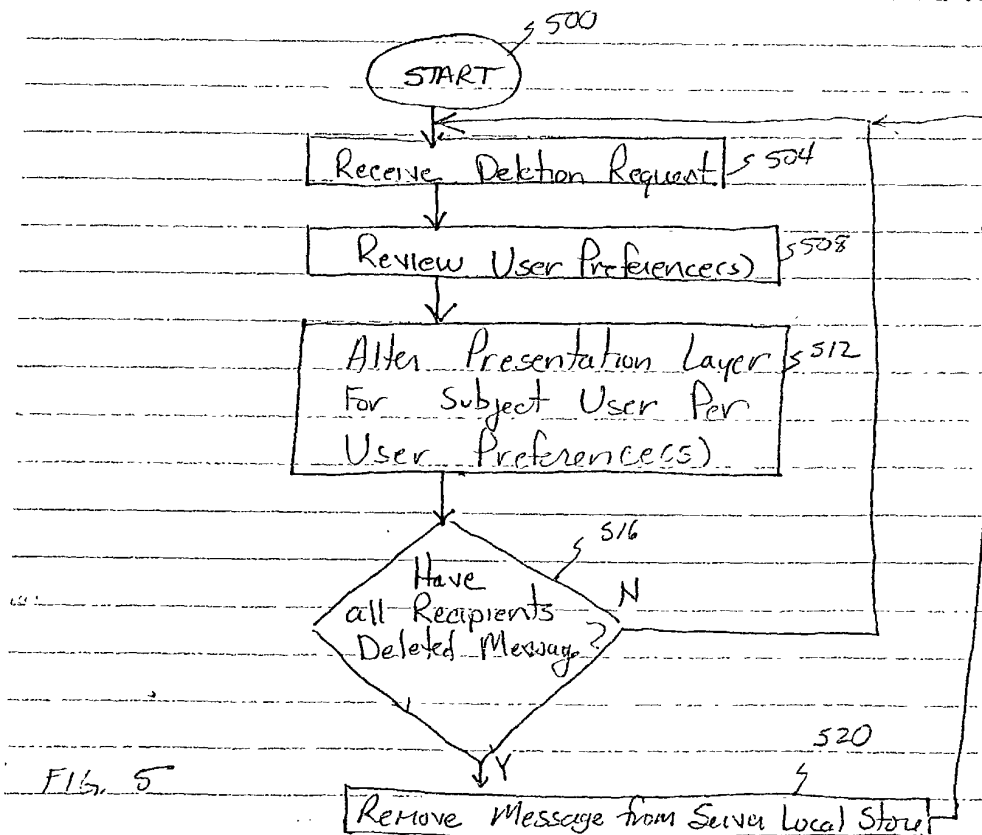 500
START
Receive Deletion Request
504
Review User Preference(s)
508
Alter Presentation Layer
512
For Subject User Per
User Preference(s)
516
Have
all Recipients
Deleted Message?
N
Y
520
FIG. 5
Remove Message from Server Local Store